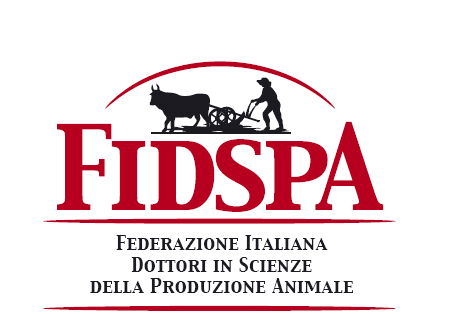 FIDSPA
FEDERAZIONE ITALIANA
DOTTORI IN SCIENZE
DELLA PRODUZIONE ANIMALE